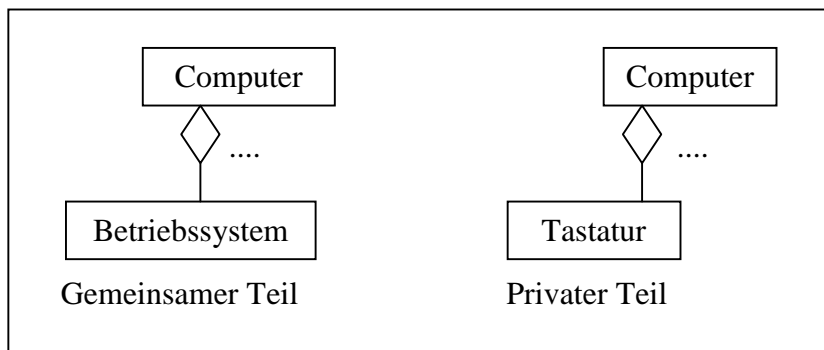 Computer
Computer
....
....
Betriebssystem
Tastatur
Gemeinsamer Teil
Privater Teil